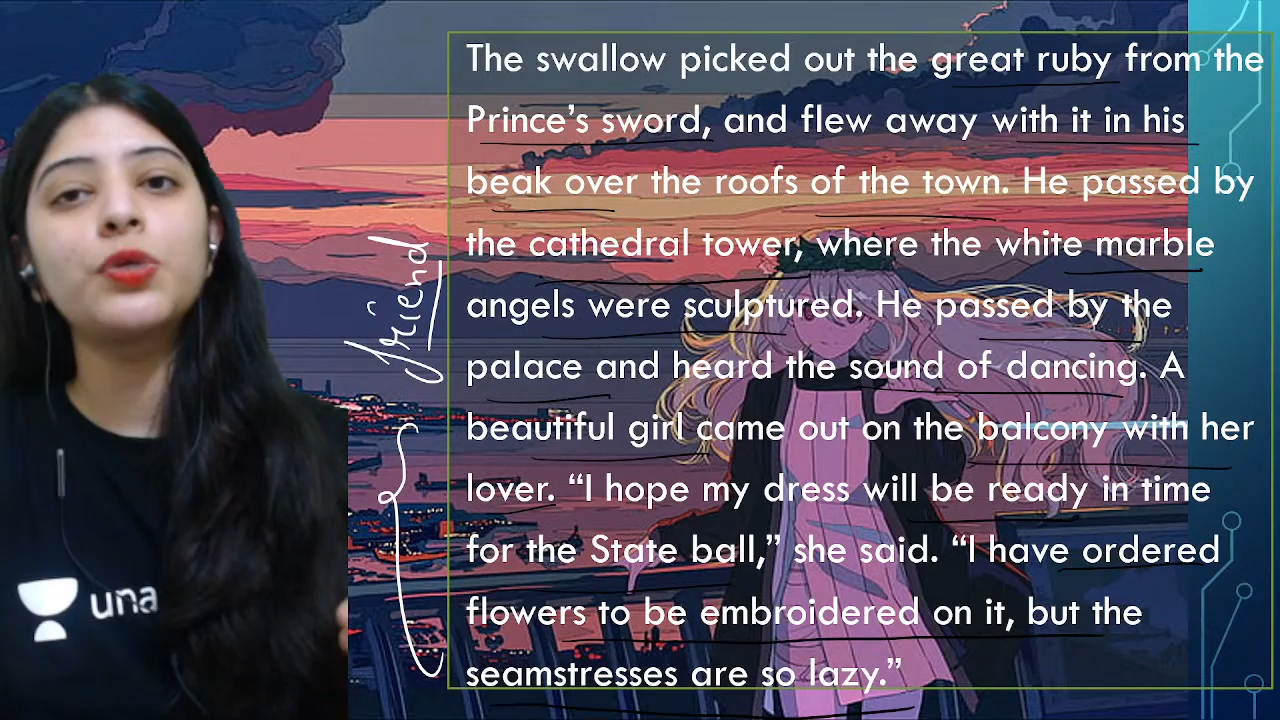 The swallow picked out the great ruby from the
Prince’s sword, and flew away with it in his
beak over the roofs of the town. He passed by
the cathedral tower, where the white marble
angels were sculptured. He passed by the
palace and heard the sound of dancing. A
beautiful girl came out on the balcony with her
lover. “I hope my dress will be ready in time
for the State ball,” she said. “I have ordered
flowers to be embroidered on it, but the
seamstresses are so lazy.”
friend
una